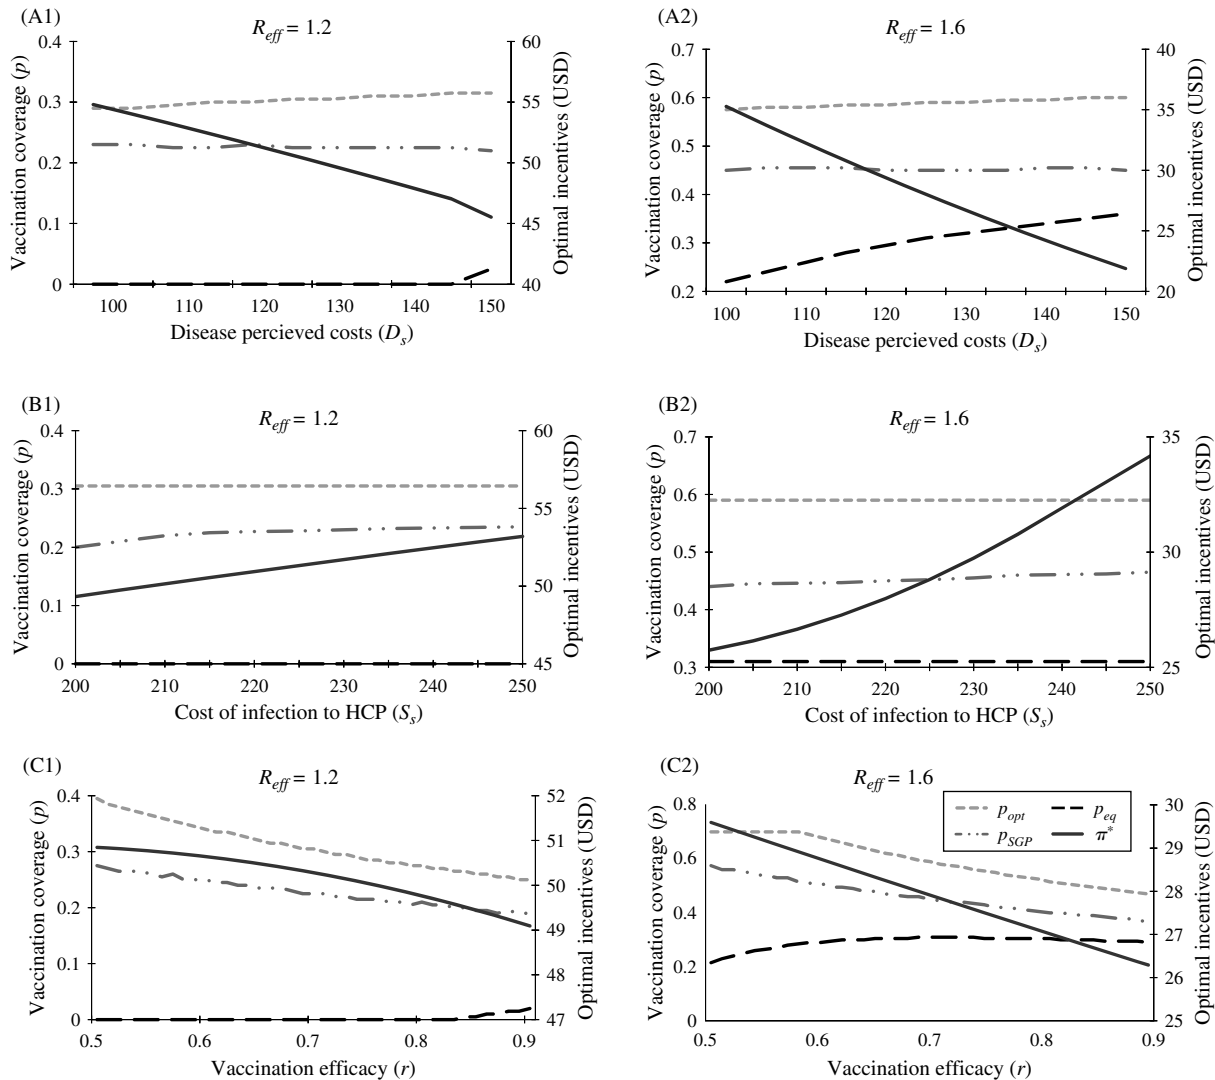 (A1)
R_eff = 1.2
Vaccination coverage (p)
0.4
0.3
0.2
0.1
0
60
55
50
45
40
Optimal incentives (USD)
100 110 120 130 140 150
Disease percieved costs (D_s)
(A2)
R_eff = 1.6
Vaccination coverage (p)
0.7
0.6
0.5
0.4
0.3
0.2
40
35
30
25
20
Optimal incentives (USD)
100 110 120 130 140 150
Disease percieved costs (D_s)
(B1)
R_eff = 1.2
Vaccination coverage (p)
0.4
0.3
0.2
0.1
0
60
55
50
45
Optimal incentives (USD)
200 210 220 230 240 250
Cost of infection to HCP (S_s)
(B2)
R_eff = 1.6
Vaccination coverage (p)
0.7
0.6
0.5
0.4
0.3
35
30
25
Optimal incentives (USD)
200 210 220 230 240 250
Cost of infection to HCP (S_s)
(C1)
R_eff = 1.2
Vaccination coverage (p)
0.4
0.3
0.2
0.1
0
52
51
50
49
48
47
Optimal incentives (USD)
0.5 0.6 0.7 0.8 0.9
Vaccination efficacy (r)
(C2)
R_eff = 1.6
p_opt p_eq
p_SGP π*
Vaccination coverage (p)
0.8
0.6
0.4
0.2
0
30
29
28
27
26
25
Optimal incentives (USD)
0.5 0.6 0.7 0.8 0.9
Vaccination efficacy (r)